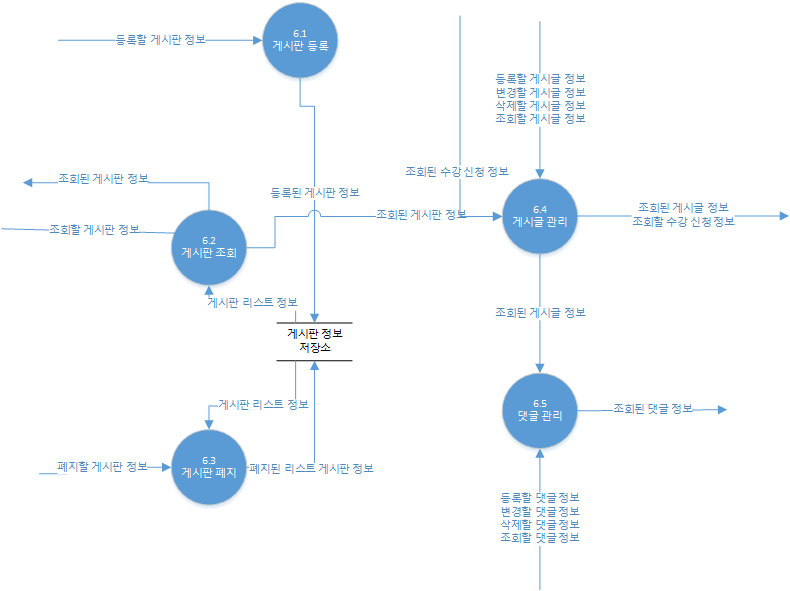 6.1
게시판 등록
등록할 게시판 정보
등록할 게시글 정보
변경할 게시글 정보
삭제할 게시글 정보
조회할 게시글 정보
조회된 게시판 정보
등록된 게시판 정보
조회된 수강 신청 정보
조회할 게시판 정보
6.2
게시판 조회
조회된 게시판 정보
6.4
게시글 관리
조회된 게시글 정보
조회할 수강 신청 정보
게시판 리스트 정보
조회된 게시글 정보
게시판 정보
저장소
게시판 리스트 정보
6.5
댓글 관리
조회된 댓글 정보
폐지할 게시판 정보
6.3
게시판 폐지
폐지된 리스트 게시판 정보
등록할 댓글 정보
변경할 댓글 정보
삭제할 댓글 정보
조회할 댓글 정보